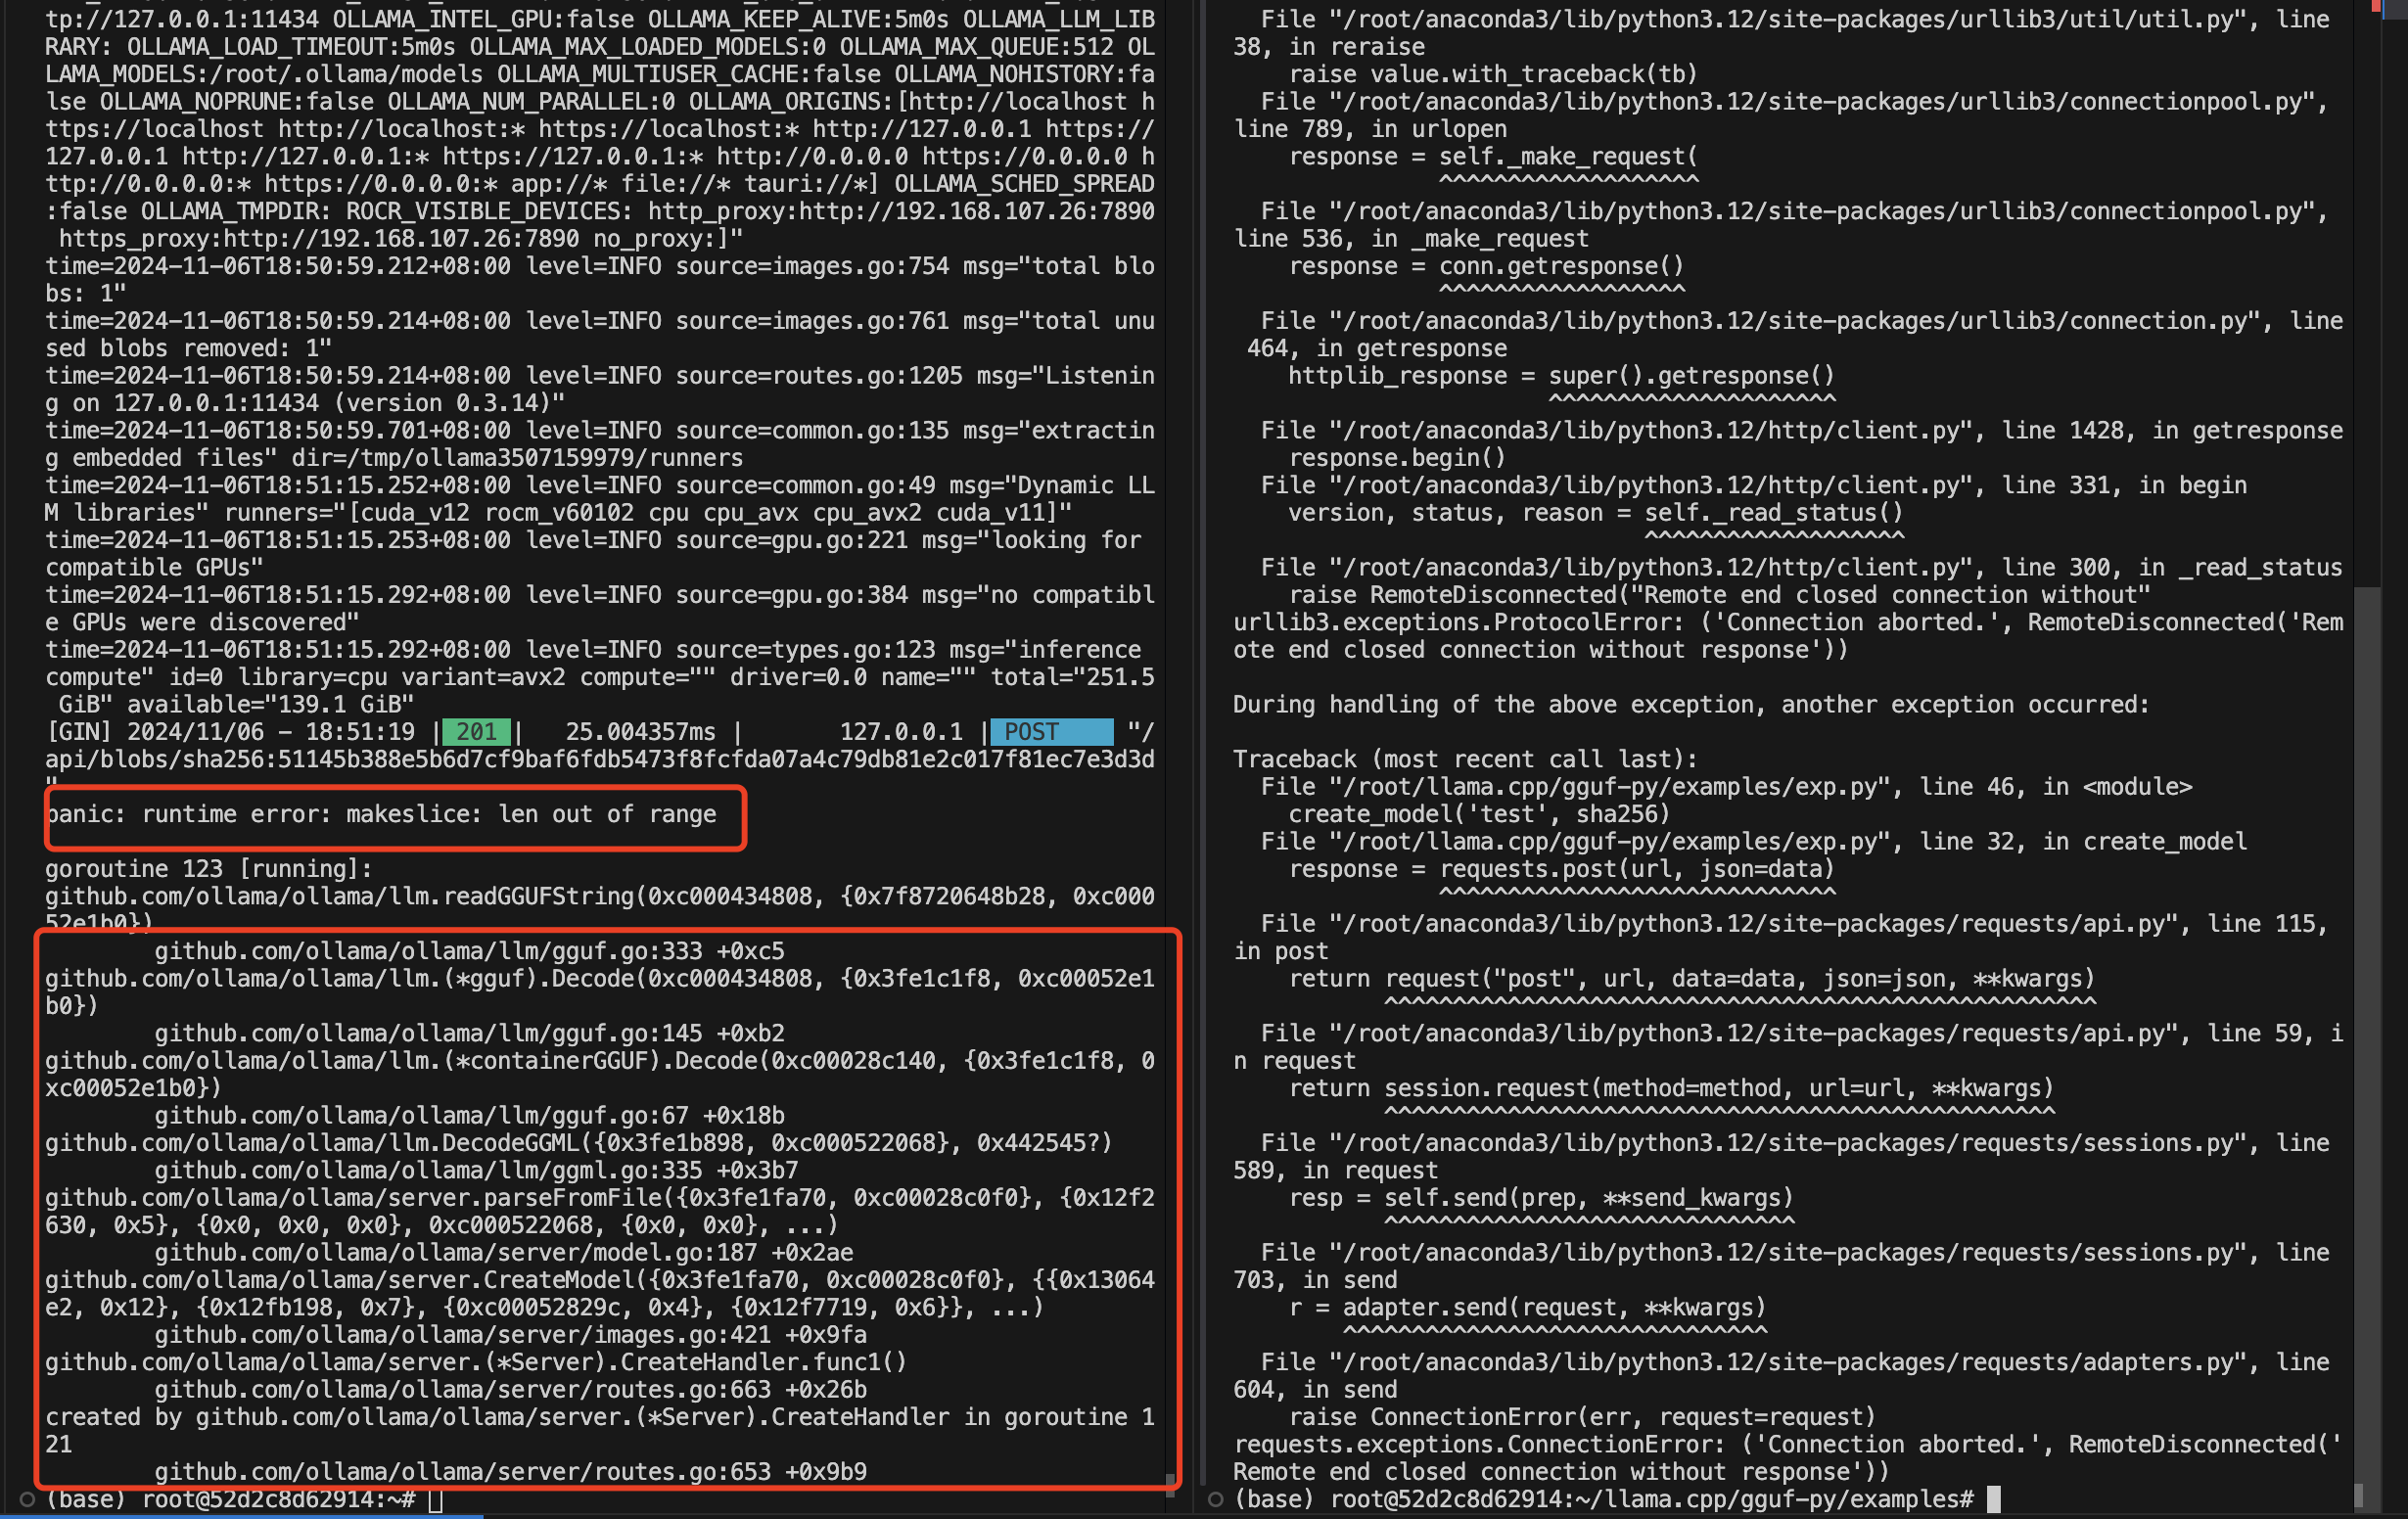 tp://127.0.0.1:11434 OLLAMA_INTEL_GPU:false OLLAMA_KEEP_ALIVE:5m0s OLLAMA_LLM_LIB
RARY: OLLAMA_LOAD_TIMEOUT:5m0s OLLAMA_MAX_LOADED_MODELS:0 OLLAMA_MAX_QUEUE:512 OL
LAMA_MODELS:/root/.ollama/models OLLAMA_MULTIUSER_CACHE:false OLLAMA_NOHISTORY:fa
lse OLLAMA_NOPRUNE:false OLLAMA_NUM_PARALLEL:0 OLLAMA_ORIGINS:[http://localhost h
ttps://localhost http://localhost:* https://localhost:* http://127.0.0.1 https://
127.0.0.1 http://127.0.0.1:* https://127.0.0.1:* http://0.0.0.0 https://0.0.0.0 h
ttp://0.0.0.0:* https://0.0.0.0:* app://* file://* tauri://*] OLLAMA_SCHED_SPREAD
:false OLLAMA_TMPDIR: ROCR_VISIBLE_DEVICES: http_proxy:http://192.168.107.26:7890
 https_proxy:http://192.168.107.26:7890 no_proxy:]"
time=2024-11-06T18:50:59.212+08:00 level=INFO source=images.go:754 msg="total blo
bs: 1"
time=2024-11-06T18:50:59.214+08:00 level=INFO source=images.go:761 msg="total unu
sed blobs removed: 1"
time=2024-11-06T18:50:59.214+08:00 level=INFO source=routes.go:1205 msg="Listenin
g on 127.0.0.1:11434 (version 0.3.14)"
time=2024-11-06T18:50:59.701+08:00 level=INFO source=common.go:135 msg="extractin
g embedded files" dir=/tmp/ollama3507159979/runners
time=2024-11-06T18:51:15.252+08:00 level=INFO source=common.go:49 msg="Dynamic LL
M libraries" runners="[cuda_v12 rocm_v60102 cpu cpu_avx cpu_avx2 cuda_v11]"
time=2024-11-06T18:51:15.253+08:00 level=INFO source=gpu.go:221 msg="looking for
compatible GPUs"
time=2024-11-06T18:51:15.292+08:00 level=INFO source=gpu.go:384 msg="no compatibl
e GPUs were discovered"
time=2024-11-06T18:51:15.292+08:00 level=INFO source=types.go:123 msg="inference
compute" id=0 library=cpu variant=avx2 compute="" driver=0.0 name="" total="251.5
 GiB" available="139.1 GiB"
[GIN] 2024/11/06 - 18:51:19 | 201 |   25.004357ms |       127.0.0.1 | POST     "/
api/blobs/sha256:51145b388e5b6d7cf9baf6fdb5473f8fcfda07a4c79db81e2c017f81ec7e3d3d
"
panic: runtime error: makeslice: len out of range
goroutine 123 [running]:
github.com/ollama/ollama/llm.readGGUFString(0xc000434808, {0x7f8720648b28, 0xc000
52e1b0})
        github.com/ollama/ollama/llm/gguf.go:333 +0xc5
github.com/ollama/ollama/llm.(*gguf).Decode(0xc000434808, {0x3fe1c1f8, 0xc00052e1
b0})
        github.com/ollama/ollama/llm/gguf.go:145 +0xb2
github.com/ollama/ollama/llm.(*containerGGUF).Decode(0xc00028c140, {0x3fe1c1f8, 0
xc00052e1b0})
        github.com/ollama/ollama/llm/gguf.go:67 +0x18b
github.com/ollama/ollama/llm.DecodeGGML({0x3fe1b898, 0xc000522068}, 0x442545?)
        github.com/ollama/ollama/llm/ggml.go:335 +0x3b7
github.com/ollama/ollama/server.parseFromFile({0x3fe1fa70, 0xc00028c0f0}, {0x12f2
630, 0x5}, {0x0, 0x0, 0x0}, 0xc000522068, {0x0, 0x0}, ...)
        github.com/ollama/ollama/server/model.go:187 +0x2ae
github.com/ollama/ollama/server.CreateModel({0x3fe1fa70, 0xc00028c0f0}, {{0x13064
e2, 0x12}, {0x12fb198, 0x7}, {0xc00052829c, 0x4}, {0x12f7719, 0x6}}, ...)
        github.com/ollama/ollama/server/images.go:421 +0x9fa
github.com/ollama/ollama/server.(*Server).CreateHandler.func1()
        github.com/ollama/ollama/server/routes.go:663 +0x26b
created by github.com/ollama/ollama/server.(*Server).CreateHandler in goroutine 1
21
        github.com/ollama/ollama/server/routes.go:653 +0x9b9
(base) root@52d2c8d62914:~#
  File "/root/anaconda3/lib/python3.12/site-packages/urllib3/util/util.py", line
38, in reraise
    raise value.with_traceback(tb)
  File "/root/anaconda3/lib/python3.12/site-packages/urllib3/connectionpool.py",
line 789, in urlopen
    response = self._make_request(
               ^^^^^^^^^^^^^^^^^^^
  File "/root/anaconda3/lib/python3.12/site-packages/urllib3/connectionpool.py",
line 536, in _make_request
    response = conn.getresponse()
               ^^^^^^^^^^^^^^^^^^
  File "/root/anaconda3/lib/python3.12/site-packages/urllib3/connection.py", line
 464, in getresponse
    httplib_response = super().getresponse()
                       ^^^^^^^^^^^^^^^^^^^^^
  File "/root/anaconda3/lib/python3.12/http/client.py", line 1428, in getresponse
    response.begin()
  File "/root/anaconda3/lib/python3.12/http/client.py", line 331, in begin
    version, status, reason = self._read_status()
                              ^^^^^^^^^^^^^^^^^^^
  File "/root/anaconda3/lib/python3.12/http/client.py", line 300, in _read_status
    raise RemoteDisconnected("Remote end closed connection without"
urllib3.exceptions.ProtocolError: ('Connection aborted.', RemoteDisconnected('Rem
ote end closed connection without response'))
During handling of the above exception, another exception occurred:
Traceback (most recent call last):
  File "/root/llama.cpp/gguf-py/examples/exp.py", line 46, in <module>
    create_model('test', sha256)
  File "/root/llama.cpp/gguf-py/examples/exp.py", line 32, in create_model
    response = requests.post(url, json=data)
               ^^^^^^^^^^^^^^^^^^^^^^^^^^^^^
  File "/root/anaconda3/lib/python3.12/site-packages/requests/api.py", line 115,
in post
    return request("post", url, data=data, json=json, **kwargs)
           ^^^^^^^^^^^^^^^^^^^^^^^^^^^^^^^^^^^^^^^^^^^^^^^^^^^^
  File "/root/anaconda3/lib/python3.12/site-packages/requests/api.py", line 59, i
n request
    return session.request(method=method, url=url, **kwargs)
           ^^^^^^^^^^^^^^^^^^^^^^^^^^^^^^^^^^^^^^^^^^^^^^^^^
  File "/root/anaconda3/lib/python3.12/site-packages/requests/sessions.py", line
589, in request
    resp = self.send(prep, **send_kwargs)
           ^^^^^^^^^^^^^^^^^^^^^^^^^^^^^^
  File "/root/anaconda3/lib/python3.12/site-packages/requests/sessions.py", line
703, in send
    r = adapter.send(request, **kwargs)
        ^^^^^^^^^^^^^^^^^^^^^^^^^^^^^^^
  File "/root/anaconda3/lib/python3.12/site-packages/requests/adapters.py", line
604, in send
    raise ConnectionError(err, request=request)
requests.exceptions.ConnectionError: ('Connection aborted.', RemoteDisconnected('
Remote end closed connection without response'))
(base) root@52d2c8d62914:~/llama.cpp/gguf-py/examples#